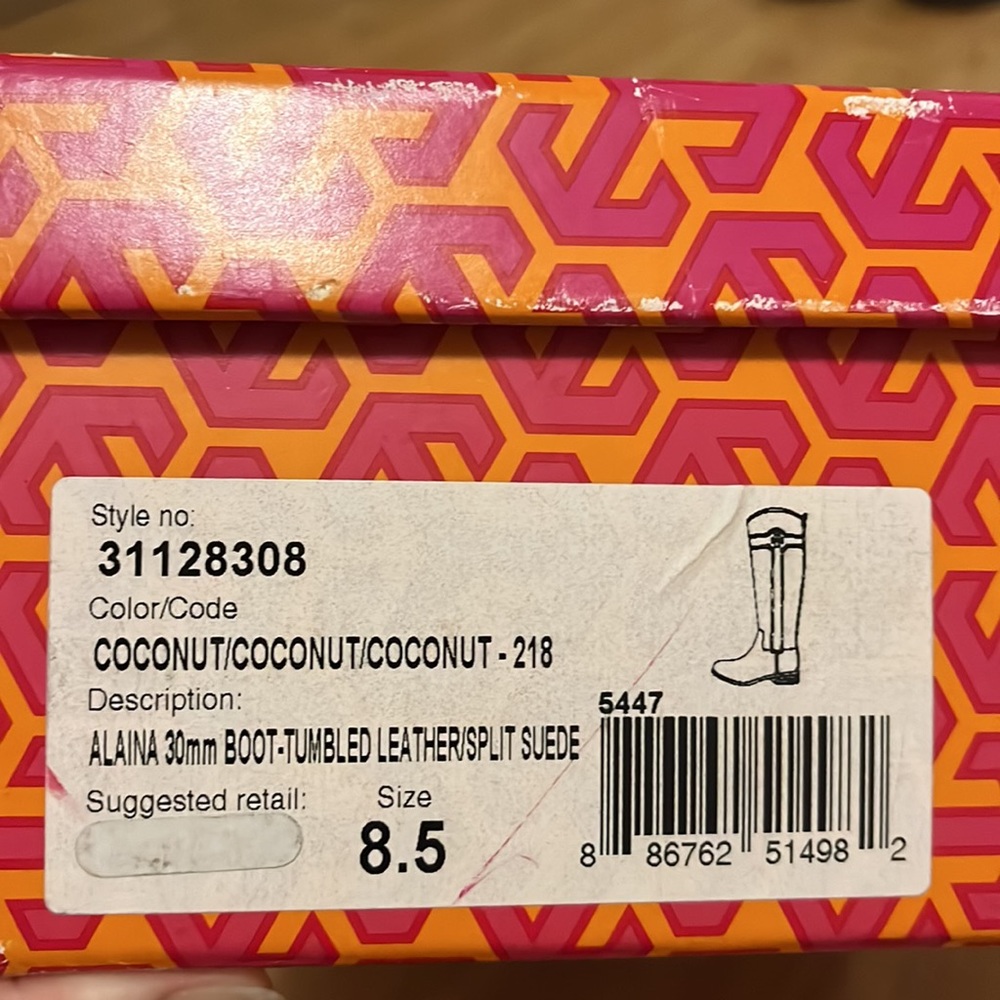 Style no:
31128308
Color/Code
COCONUT/COCONUT/COCONUT - 218
Description:
ALAINA 30mm BOOT-TUMBLED LEATHER/SPLIT SUEDE
Suggested retail: Size
8.5
5447
8 86762 51498 2